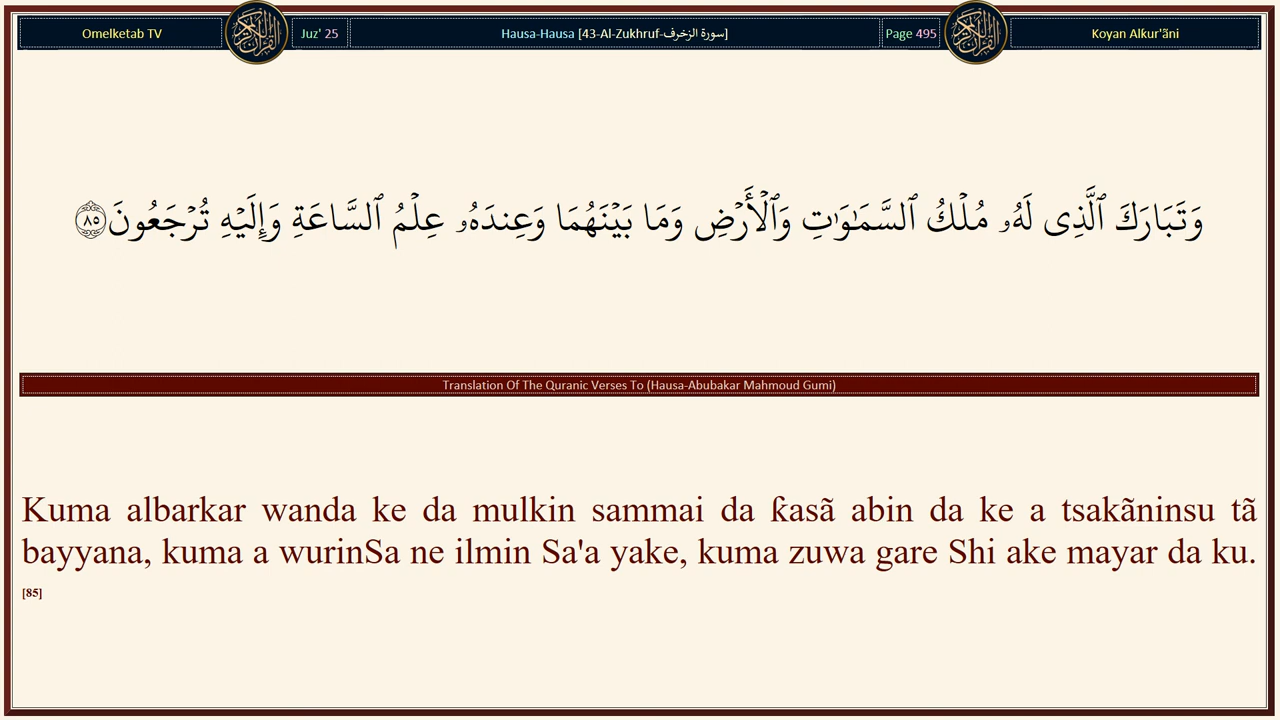 Omelketab TV
Juz' 25
Hausa-Hausa [43-Al-Zukhruf-سورة الزخرف]
Page 495
Koyan Alƙur'ãni
وَتَبَارَكَ ٱلَّذِى لَهُۥ مُلْكُ ٱلسَّمَٰوَٰتِ وَٱلْأَرْضِ وَمَا بَيْنَهُمَا وَعِندَهُۥ عِلْمُ ٱلسَّاعَةِ وَإِلَيْهِ تُرْجَعُونَ ٨٥
Translation Of The Quranic Verses To (Hausa-Abubakar Mahmoud Gumi)
Kuma albarkar wanda ke da mulkin sammai da ƙasã abin da ke a tsakãninsu tã
bayyana, kuma a wurinSa ne ilmin Sa'a yake, kuma zuwa gare Shi ake mayar da ku.
[85]